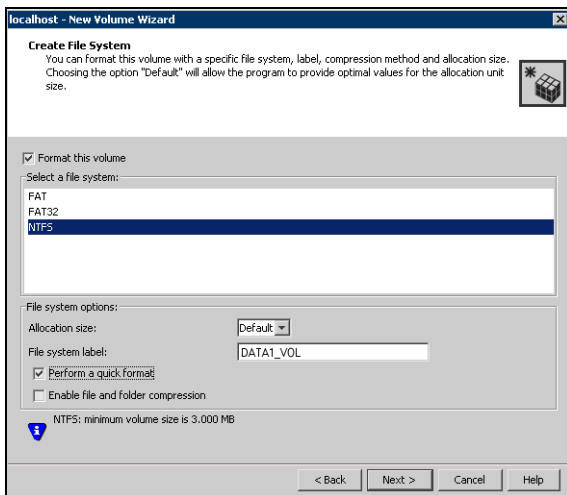 localhost - New Volume Wizard
Create File System
You can format this volume with a specific file system, label, compression method and allocation size.
Choosing the option "Default" will allow the program to provide optimal values for the allocation unit
size.
Format this volume
Select a file system:
FAT
FAT32
NTFS
File system options:
Allocation size:
Default
File system label:
DATA1_VOL
Perform a quick format
Enable file and folder compression
NTFS: minimum volume size is 3.000 MB
< Back
Next >
Cancel
Help